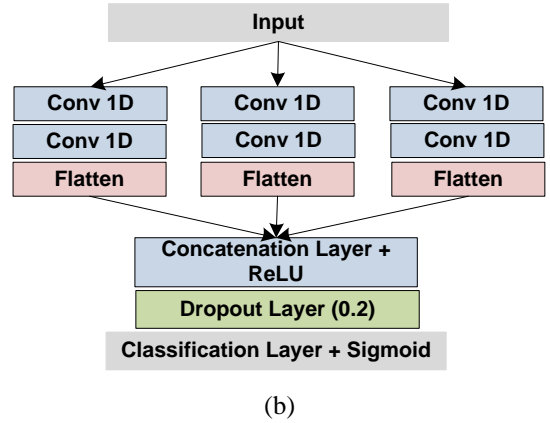 Input
Conv 1D
Conv 1D
Conv 1D
Conv 1D
Conv 1D
Conv 1D
Flatten
Flatten
Flatten
Concatenation Layer +
ReLU
Dropout Layer (0.2)
Classification Layer + Sigmoid
(b)